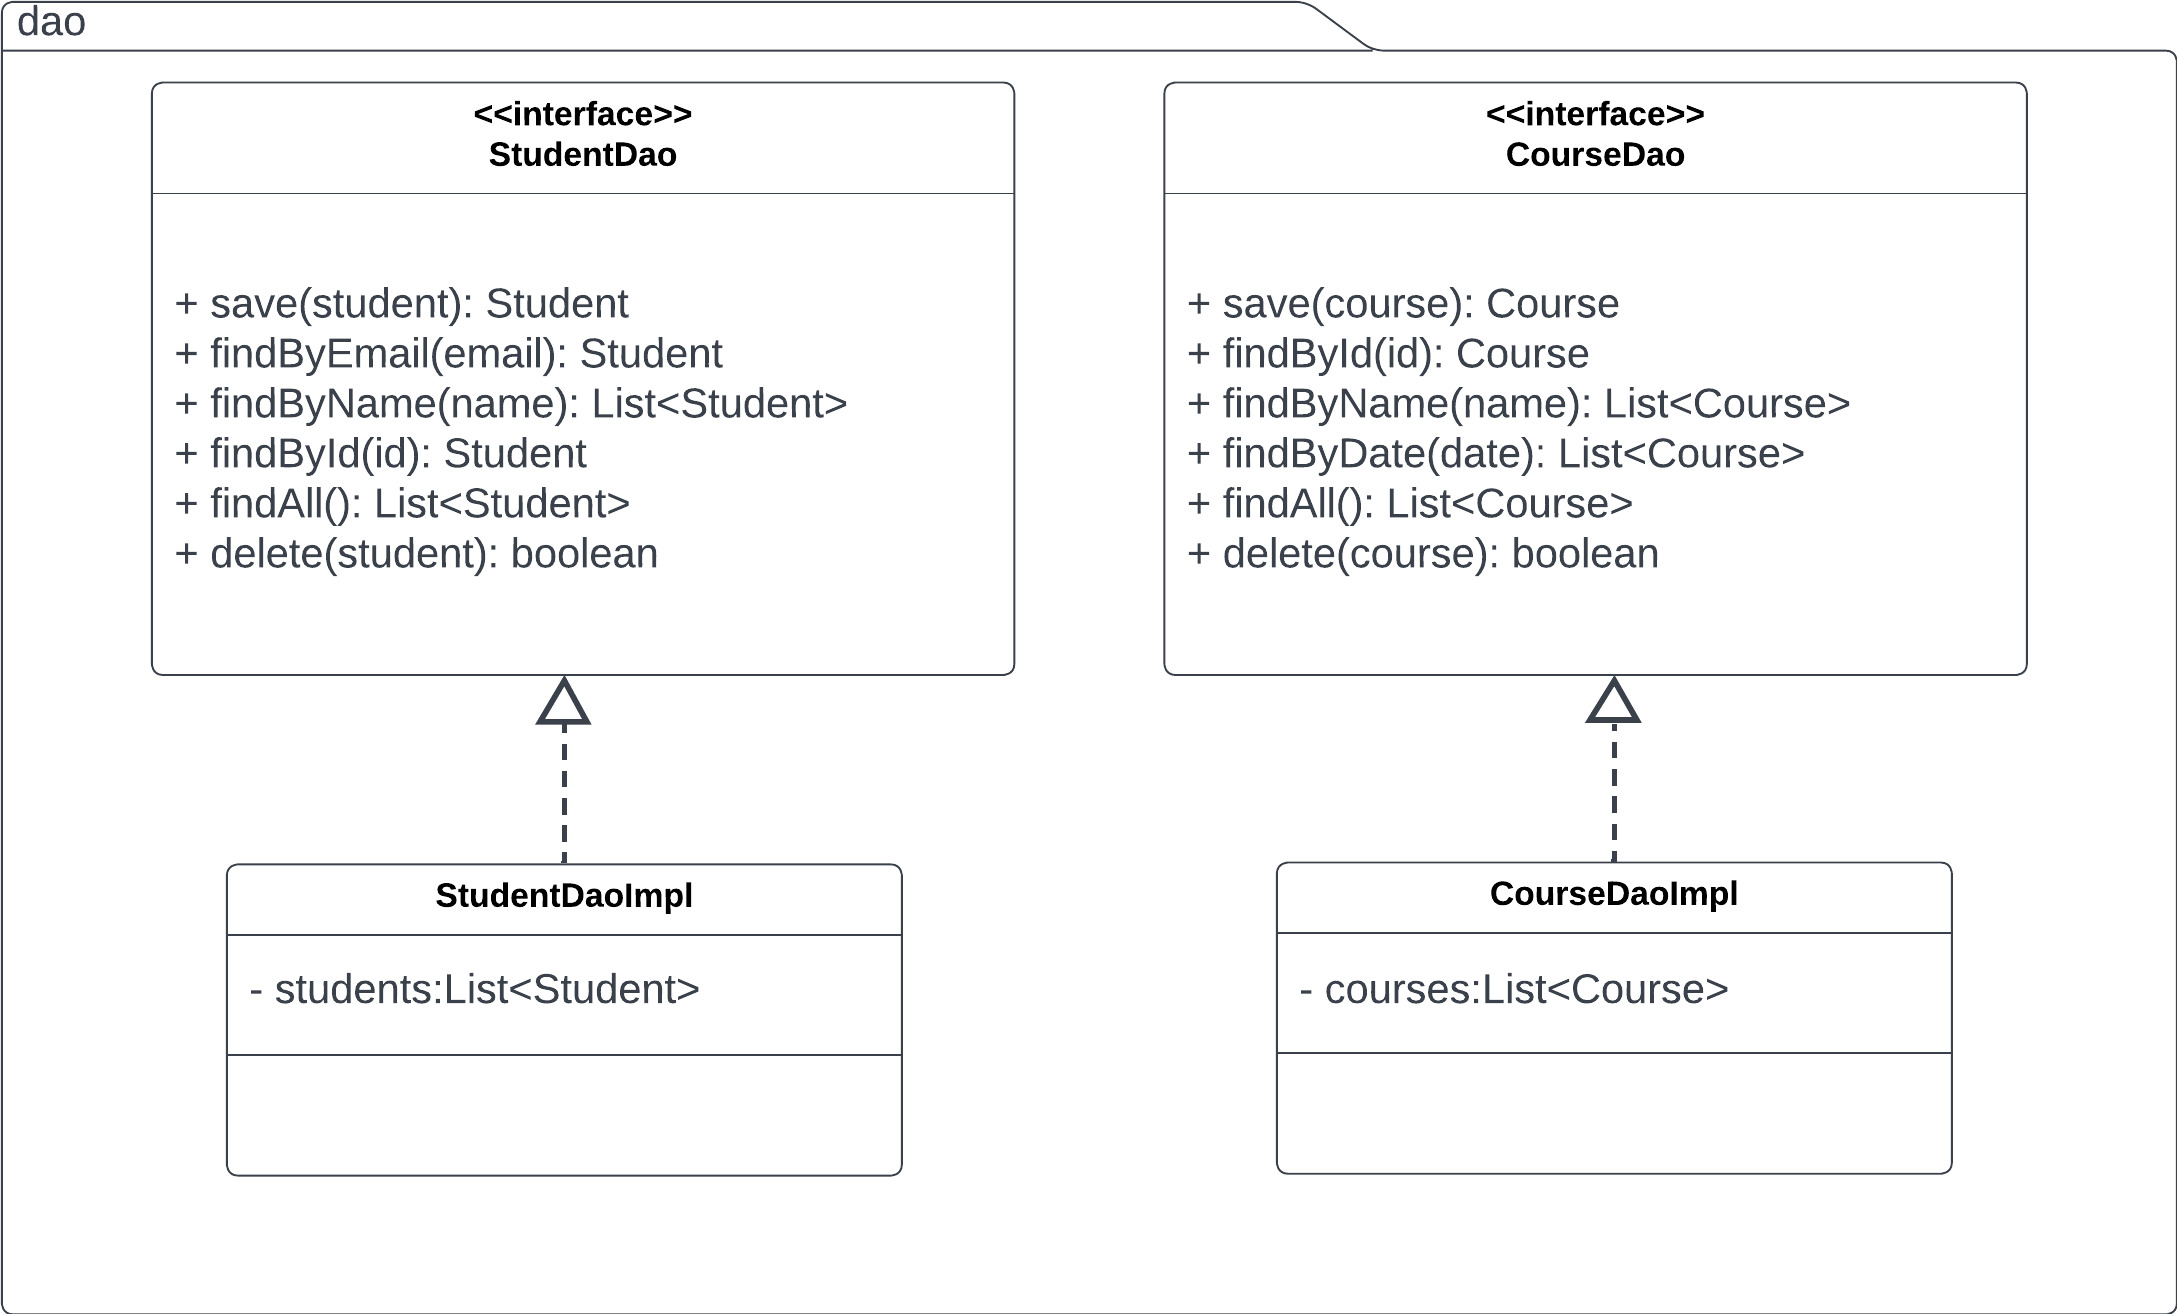 dao
<<interface>>
StudentDao
+ save(student): Student
+ findByEmail(email): Student
+ findByName(name): List<Student>
+ findById(id): Student
+ findAll(): List<Student>
+ delete(student): boolean
<<interface>>
CourseDao
+ save(course): Course
+ findById(id): Course
+ findByName(name): List<Course>
+ findByDate(date): List<Course>
+ findAll(): List<Course>
+ delete(course): boolean
StudentDaoImpl
- students:List<Student>
CourseDaoImpl
- courses:List<Course>